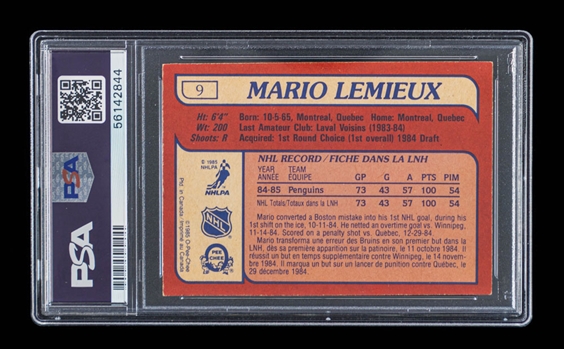 PSA
PSA
56142844
9
MARIO LEMIEUX
Ht: 6'4" Born: 10-5-65, Montreal, Quebec Home: Montreal, Quebec
Wt: 200 Last Amateur Club: Laval Voisins (1983-84)
Shoots: R Acquired: 1st Round Choice (1st overall) 1984 Draft
© 1985
NHLPA
NHLPA
NHL
O PEE CHEE
©1985 O-Pee-Chee
Ptd. in Canada Imprimé au Canada
NHL RECORD/FICHE DANS LA LNH
YEAR TEAM
ANNÉE ÉQUIPE GP G A PTS PIM
84-85 Penguins 73 43 57 100 54
NHL Totals/Totaux dans la LNH 73 43 57 100 54
Mario converted a Boston mistake into his 1st NHL goal, during his
1st shift on the ice, 10-11-84. He netted an overtime goal vs. Winnipeg,
11-14-84. Scored on a penalty shot vs. Quebec, 12-29-84.
Mario transforma une erreur des Bruins en son premier but dans la
LNH, dès sa première apparition dans la patinoire, le 11 octobre 1984. Il
réussit un but en temps supplémentaire contre Winnipeg, le 14 novem-
bre 1984. Il marqua un but sur un lancer de punition contre Québec, le
29 décembre 1984.